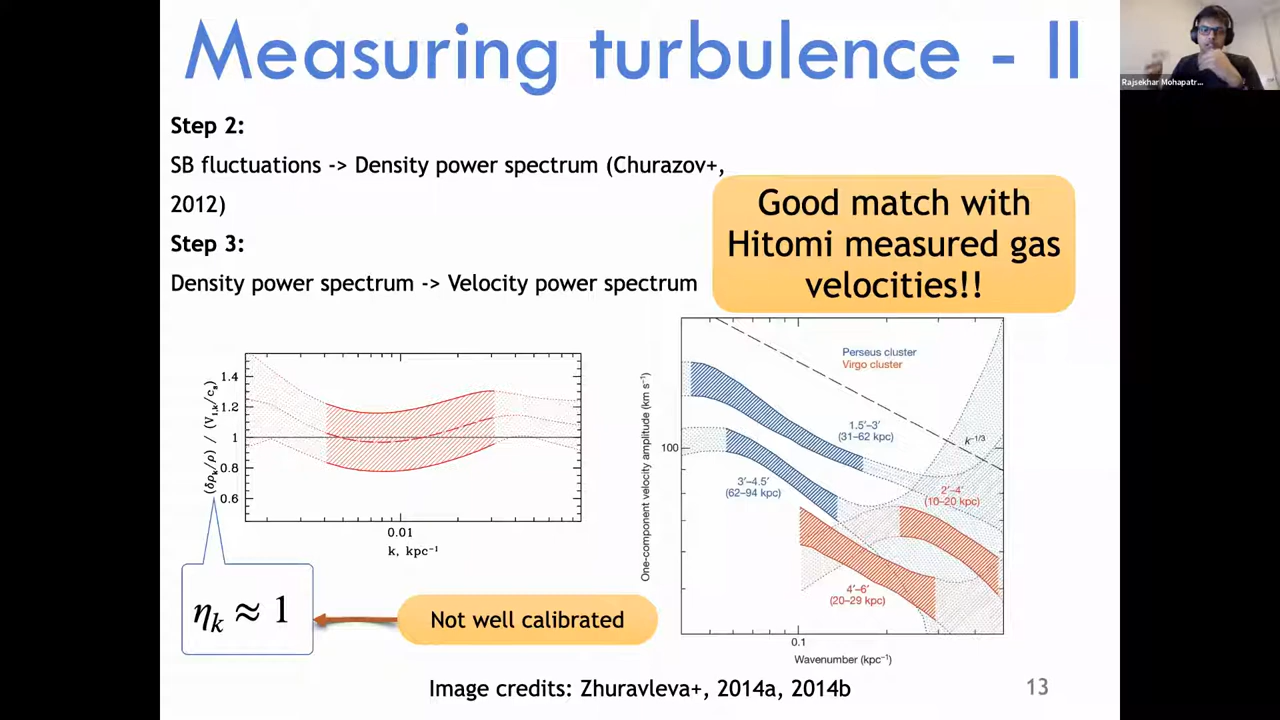 Measuring turbulence - II
Rajsekhar Mohapatr...
Step 2:
SB fluctuations -> Density power spectrum (Churazov+,
2012)
Step 3:
Density power spectrum -> Velocity power spectrum
Good match with
Hitomi measured gas
velocities!!
(δρₖ/ρ) / (V₁,ₖ/cₛ)
1.4
1.2
1
0.8
0.6
0.01
k, kpc⁻¹
ηₖ ≈ 1
Not well calibrated
One-component velocity amplitude (km s⁻¹)
100
Perseus cluster
Virgo cluster
1.5′–3′
(31–62 kpc)
k⁻¹/³
3′–4.5′
(62–94 kpc)
2′–4′
(10–20 kpc)
4′–6′
(20–29 kpc)
0.1
Wavenumber (kpc⁻¹)
Image credits: Zhuravleva+, 2014a, 2014b
13